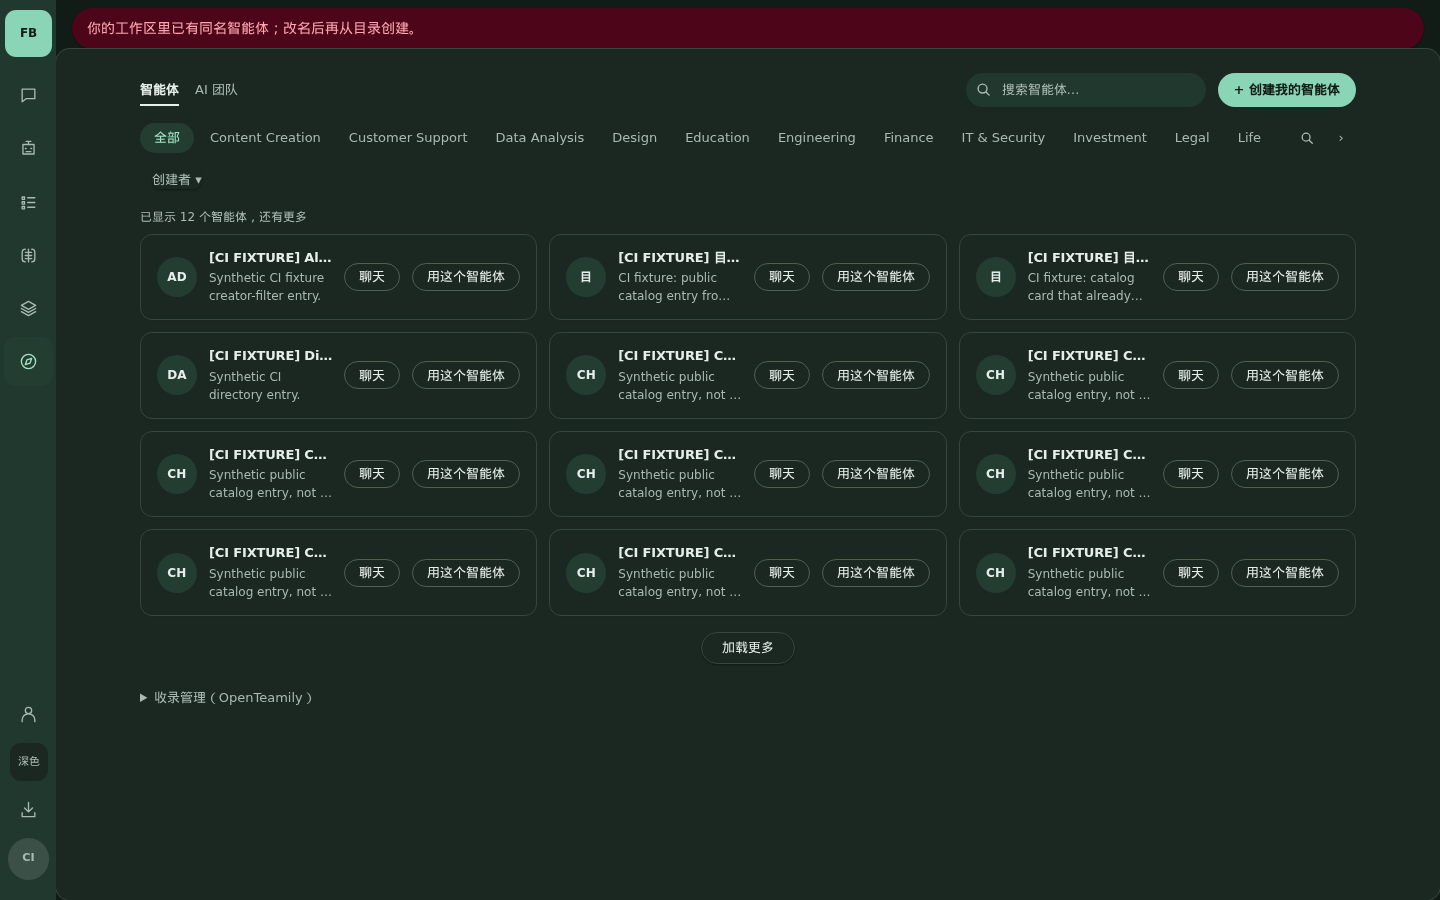 FB
你的工作区里已有同名智能体；改名后再从目录创建。
智能体 AI 团队
搜索智能体...
+ 创建我的智能体
全部 Content Creation Customer Support Data Analysis Design Education Engineering Finance IT & Security Investment Legal Life ›
创建者 ▾
已显示 12 个智能体，还有更多
AD
[CI FIXTURE] Al...
Synthetic CI fixture
creator-filter entry.
聊天 用这个智能体
目
[CI FIXTURE] 目...
CI fixture: public
catalog entry fro...
聊天 用这个智能体
目
[CI FIXTURE] 目...
CI fixture: catalog
card that already...
聊天 用这个智能体
DA
[CI FIXTURE] Di...
Synthetic CI
directory entry.
聊天 用这个智能体
CH
[CI FIXTURE] C...
Synthetic public
catalog entry, not ...
聊天 用这个智能体
CH
[CI FIXTURE] C...
Synthetic public
catalog entry, not ...
聊天 用这个智能体
CH
[CI FIXTURE] C...
Synthetic public
catalog entry, not ...
聊天 用这个智能体
CH
[CI FIXTURE] C...
Synthetic public
catalog entry, not ...
聊天 用这个智能体
CH
[CI FIXTURE] C...
Synthetic public
catalog entry, not ...
聊天 用这个智能体
CH
[CI FIXTURE] C...
Synthetic public
catalog entry, not ...
聊天 用这个智能体
CH
[CI FIXTURE] C...
Synthetic public
catalog entry, not ...
聊天 用这个智能体
CH
[CI FIXTURE] C...
Synthetic public
catalog entry, not ...
聊天 用这个智能体
加载更多
▶ 收录管理（OpenTeamily）
深色
CI